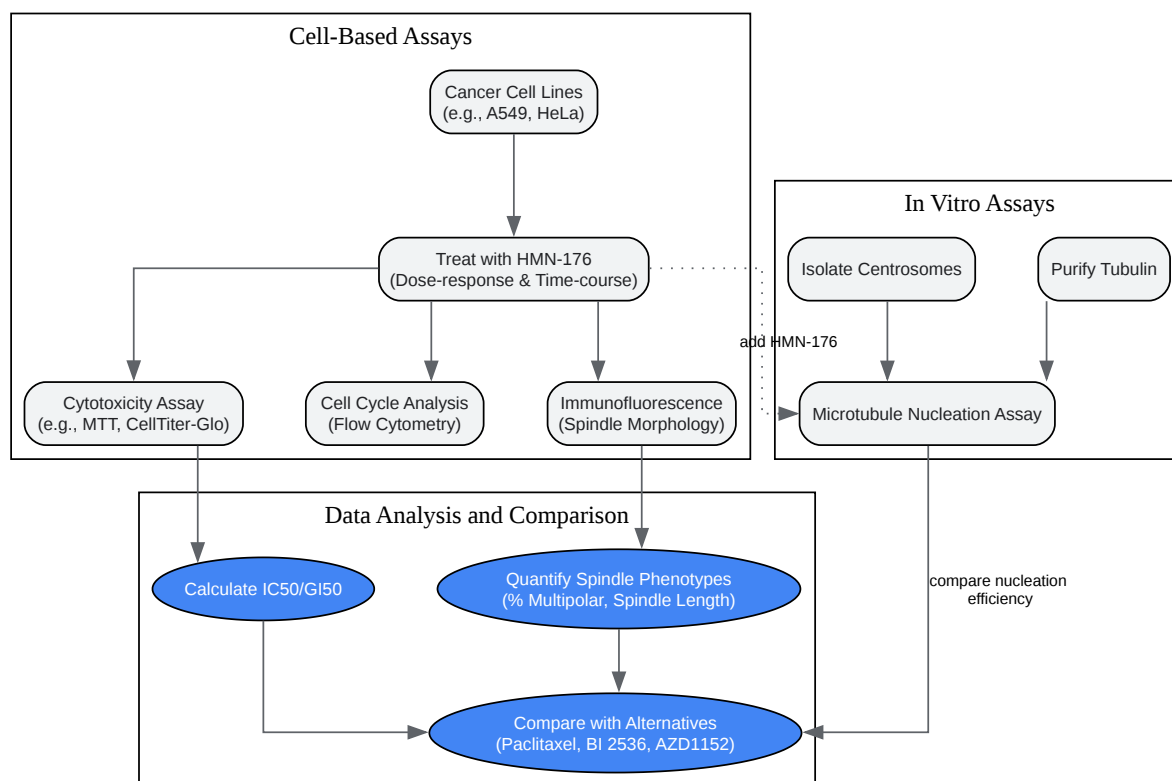 Cell-Based Assays
Cancer Cell Lines
(e.g., A549, HeLa)
In Vitro Assays
Treat with HMN-176
(Dose-response & Time-course)
Isolate Centrosomes
Purify Tubulin
add HMN-176
Cytotoxicity Assay
(e.g., MTT, CellTiter-Glo)
Cell Cycle Analysis
(Flow Cytometry)
Immunofluorescence
(Spindle Morphology)
Microtubule Nucleation Assay
Data Analysis and Comparison
Calculate IC50/GI50
Quantify Spindle Phenotypes
(% Multipolar, Spindle Length)
compare nucleation
efficiency
Compare with Alternatives
(Paclitaxel, BI 2536, AZD1152)